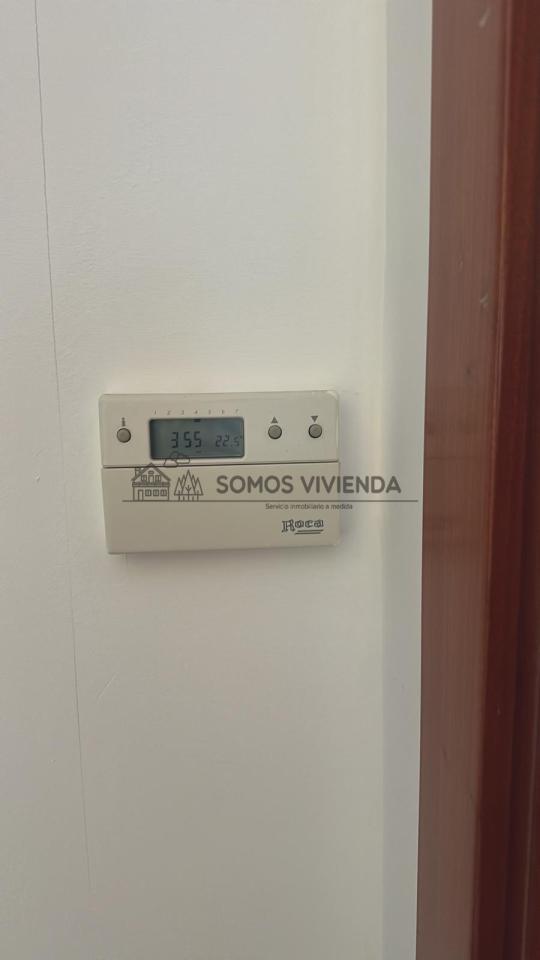 1 2 3 4 5 6 7
i
3:55 22.5°
SOMOS VIVIENDA
Servicio inmobiliario a medida
Roca